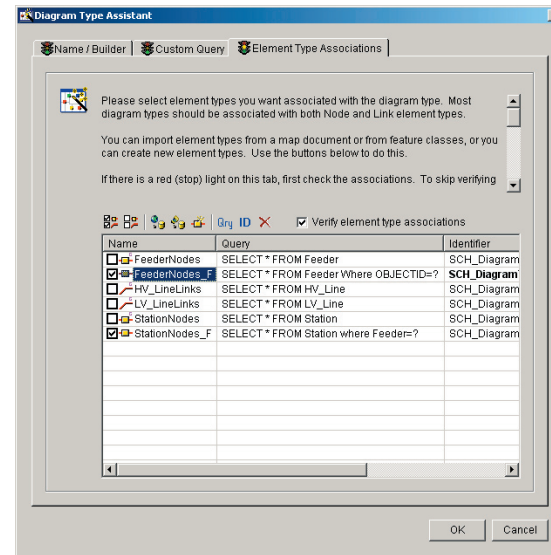 Diagram Type Assistant
Name / Builder Custom Query Element Type Associations
Please select element types you want associated with the diagram type. Most
diagram types should be associated with both Node and Link element
types.
You can import element types from a map document or from feature classes, or you
can create new element types. Use the buttons below to do this.
If there is a red (stop) light on this tab, first check the associations. To skip verifying
Qry ID Verify element type associations
Name Query Identifier
FeederNodes SELECT * FROM Feeder SCH_Diagram
FeederNodes_F SELECT * FROM Feeder Where OBJECTID=? SCH_Diagram
HV_LineLinks SELECT * FROM HV_Line SCH_Diagram
LV_LineLinks SELECT * FROM LV_Line SCH_Diagram
StationNodes SELECT * FROM Station SCH_Diagram
StationNodes_F SELECT * FROM Station where Feeder=? SCH_Diagram
OK Cancel